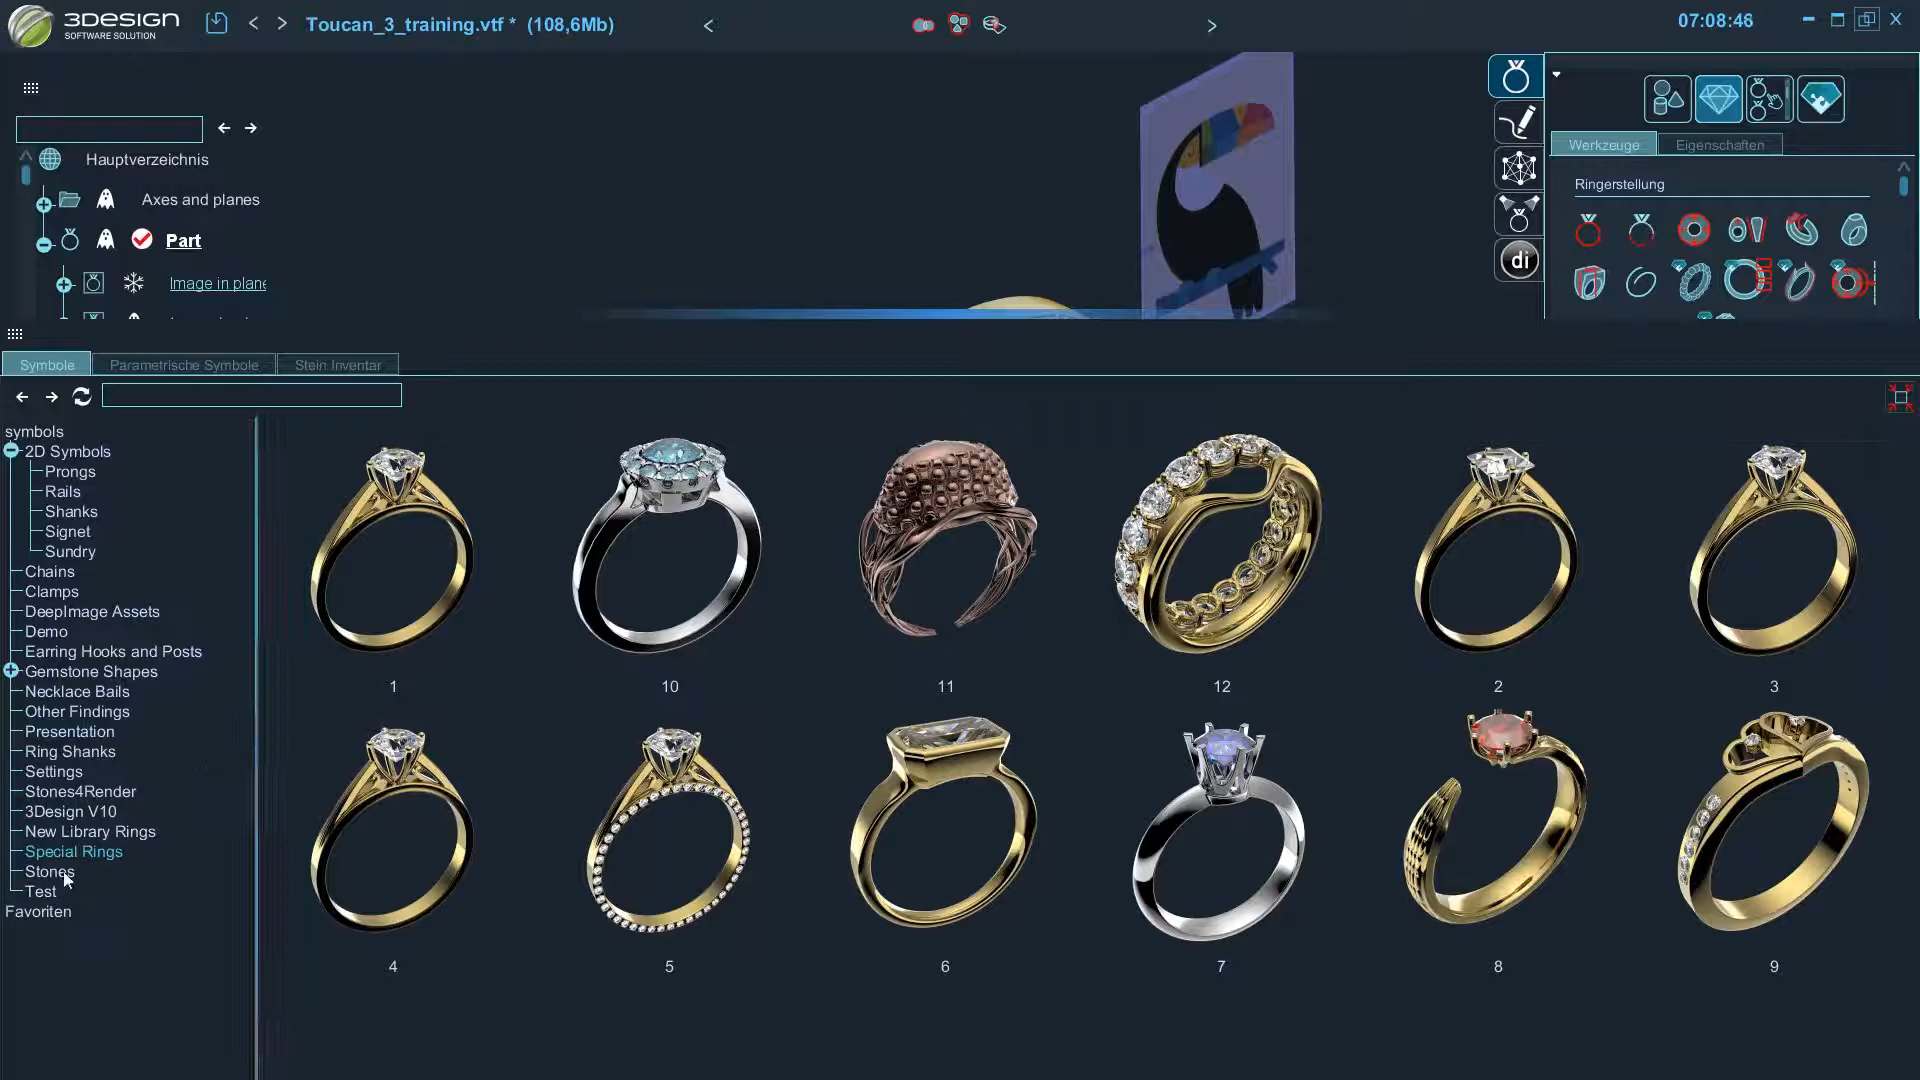 3DESIGN
SOFTWARE SOLUTION
Toucan_3_training.vtf * (108,6Mb)
07:08:46
Hauptverzeichnis
Axes and planes
Part
Image in plane
di
Werkzeuge
Eigenschaften
Ringerstellung
Symbole
Parametrische Symbole
Stein Inventar
symbols
2D Symbols
Prongs
Rails
Shanks
Signet
Sundry
Chains
Clamps
DeepImage Assets
Demo
Earring Hooks and Posts
Gemstone Shapes
Necklace Bails
Other Findings
Presentation
Ring Shanks
Settings
Stones4Render
3Design V10
New Library Rings
Special Rings
Stones
Test
Favoriten
1
10
11
12
2
3
4
5
6
7
8
9